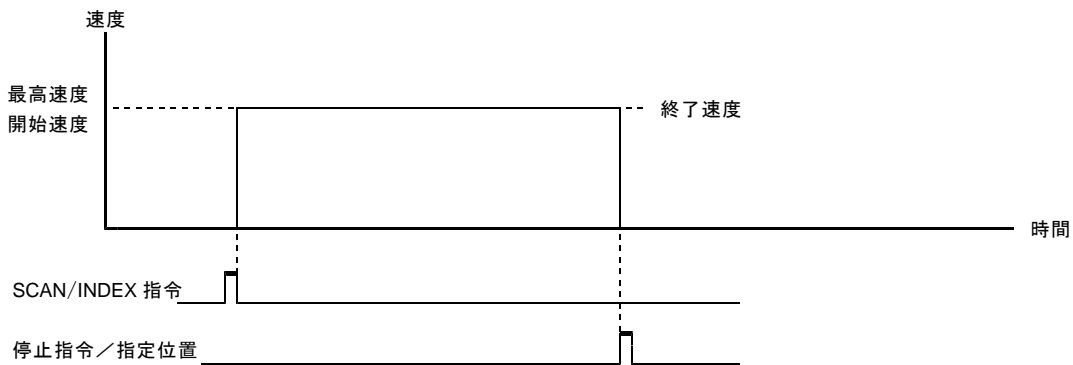 速度
最高速度
開始速度
終了速度
時間
SCAN/INDEX 指令
停止指令／指定位置